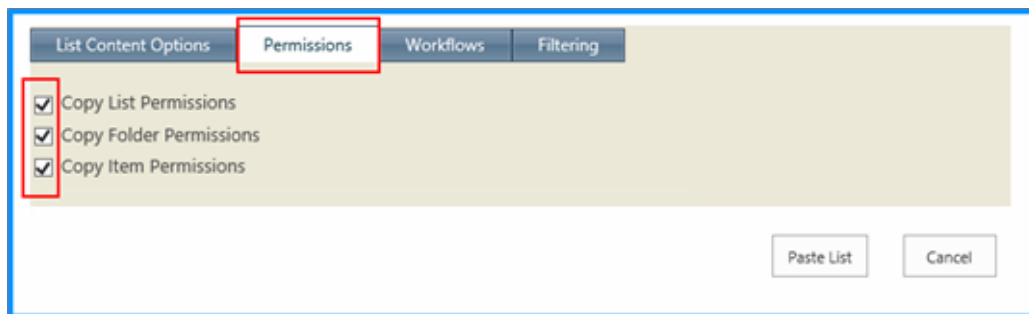 List Content Options Permissions Workflows Filtering
Copy List Permissions
Copy Folder Permissions
Copy Item Permissions
Paste List Cancel